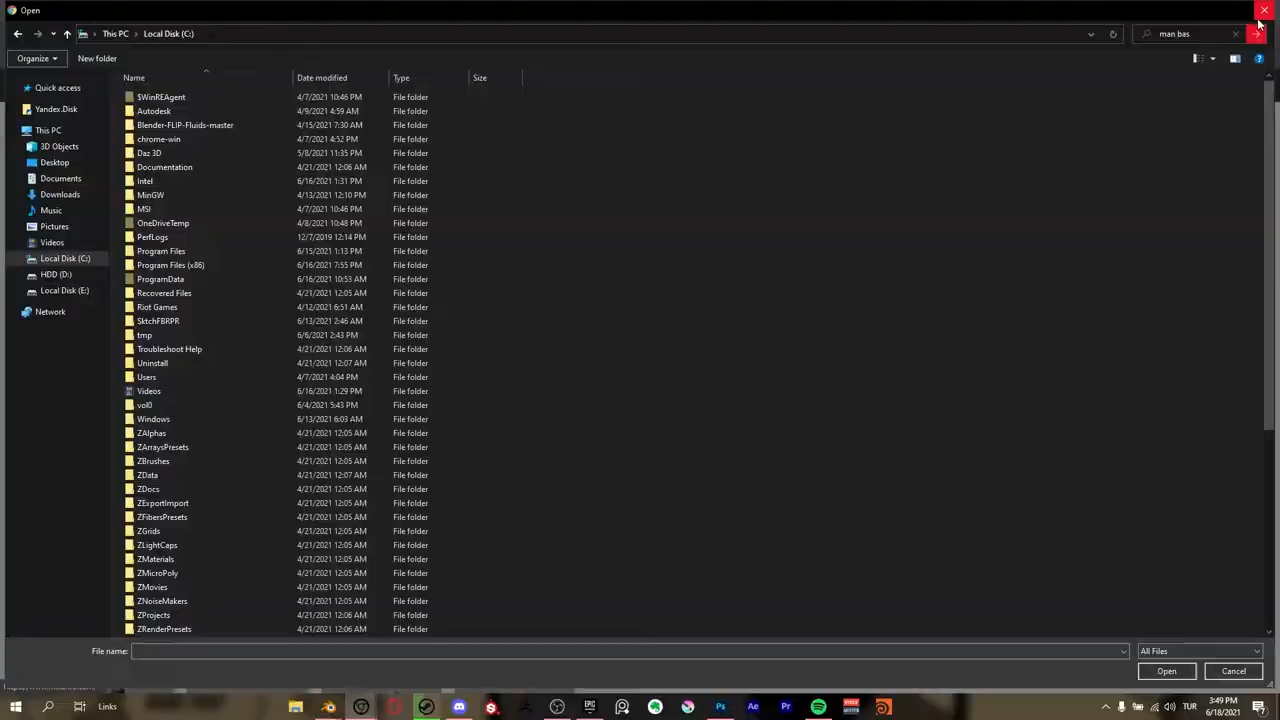 Open
This PC › Local Disk (C:)
man bas
Organize
New folder
Name
Date modified
Type
Size
Quick access
Yandex.Disk
This PC
3D Objects
Desktop
Documents
Downloads
Music
Pictures
Videos
Local Disk (C:)
HDD (D:)
Local Disk (E:)
Network
$WinREAgent 4/7/2021 10:46 PM File folder
Autodesk 4/9/2021 4:59 AM File folder
Blender-FLIP-Fluids-master 4/15/2021 7:30 AM File folder
chrome-win 4/7/2021 4:52 PM File folder
Daz 3D 5/8/2021 11:35 PM File folder
Documentation 4/21/2021 12:06 AM File folder
Intel 6/16/2021 1:31 PM File folder
MinGW 4/13/2021 12:10 PM File folder
MSI 4/7/2021 10:46 PM File folder
OneDriveTemp 4/8/2021 10:48 PM File folder
PerfLogs 12/7/2019 12:14 PM File folder
Program Files 6/15/2021 1:13 PM File folder
Program Files (x86) 6/16/2021 7:55 PM File folder
ProgramData 6/16/2021 10:53 AM File folder
Recovered Files 4/21/2021 12:05 AM File folder
Riot Games 4/12/2021 6:51 AM File folder
SktchFBRPR 6/13/2021 2:46 AM File folder
tmp 6/6/2021 2:43 PM File folder
Troubleshoot Help 4/21/2021 12:06 AM File folder
Uninstall 4/21/2021 12:07 AM File folder
Users 4/7/2021 4:04 PM File folder
Videos 6/16/2021 1:29 PM File folder
vol0 6/4/2021 5:43 PM File folder
Windows 6/13/2021 6:03 AM File folder
ZAlphas 4/21/2021 12:05 AM File folder
ZArraysPresets 4/21/2021 12:05 AM File folder
ZBrushes 4/21/2021 12:05 AM File folder
ZData 4/21/2021 12:07 AM File folder
ZDocs 4/21/2021 12:05 AM File folder
ZExportImport 4/21/2021 12:05 AM File folder
ZFibersPresets 4/21/2021 12:05 AM File folder
ZGrids 4/21/2021 12:05 AM File folder
ZLightCaps 4/21/2021 12:05 AM File folder
ZMaterials 4/21/2021 12:05 AM File folder
ZMicroPoly 4/21/2021 12:05 AM File folder
ZMovies 4/21/2021 12:05 AM File folder
ZNoiseMakers 4/21/2021 12:05 AM File folder
ZProjects 4/21/2021 12:06 AM File folder
ZRenderPresets 4/21/2021 12:06 AM File folder
File name:
All Files
Open
Cancel
Links
EPIC
Ps
Ae
Pr
TUR
3:49 PM
6/18/2021